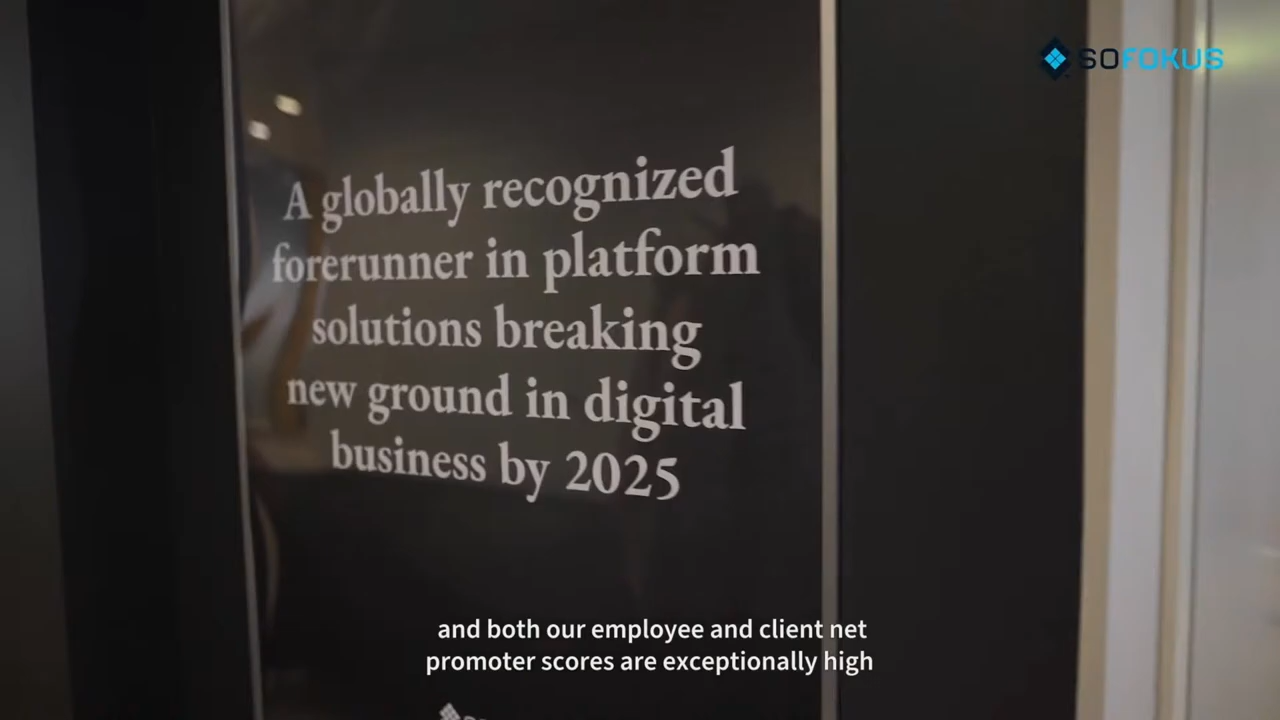 SOFOKUS
A globally recognized
forerunner in platform
solutions breaking
new ground in digital
business by 2025
and both our employee and client net
promoter scores are exceptionally high